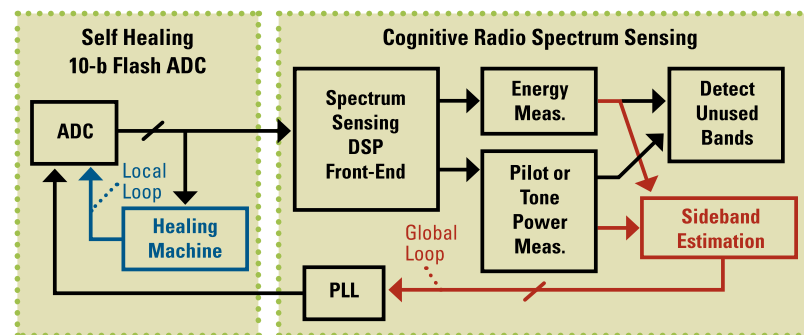 Self Healing
10-b Flash ADC
Cognitive Radio Spectrum Sensing
ADC
Local
Loop
Healing
Machine
Spectrum
Sensing
DSP
Front-End
Energy
Meas.
Detect
Unused
Bands
Pilot or
Tone
Power
Meas.
Sideband
Estimation
Global
Loop
PLL